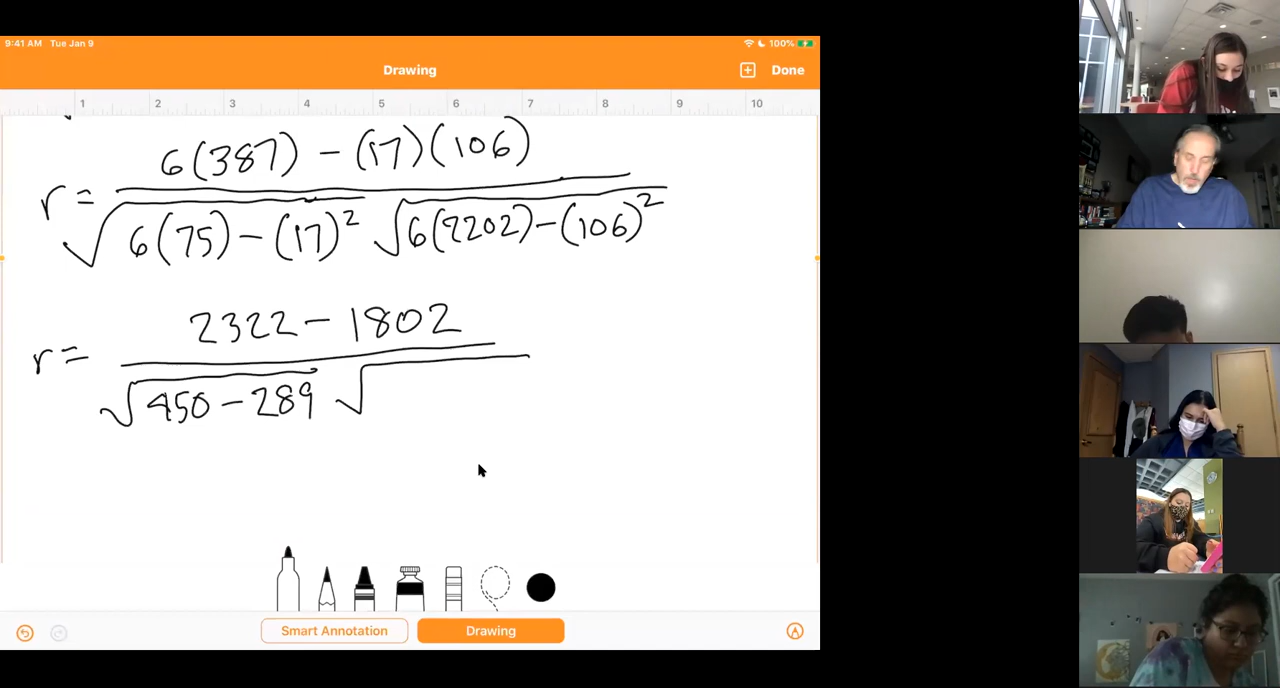 9:41 AM Tue Jan 9 100%
Drawing Done
1 2 3 4 5 6 7 8 9 10
6(387) - (17)(106)
r =
√6(75) - (17)² √6(2202) - (106)²
2322 - 1802
r =
√450 - 289 √
Smart Annotation Drawing